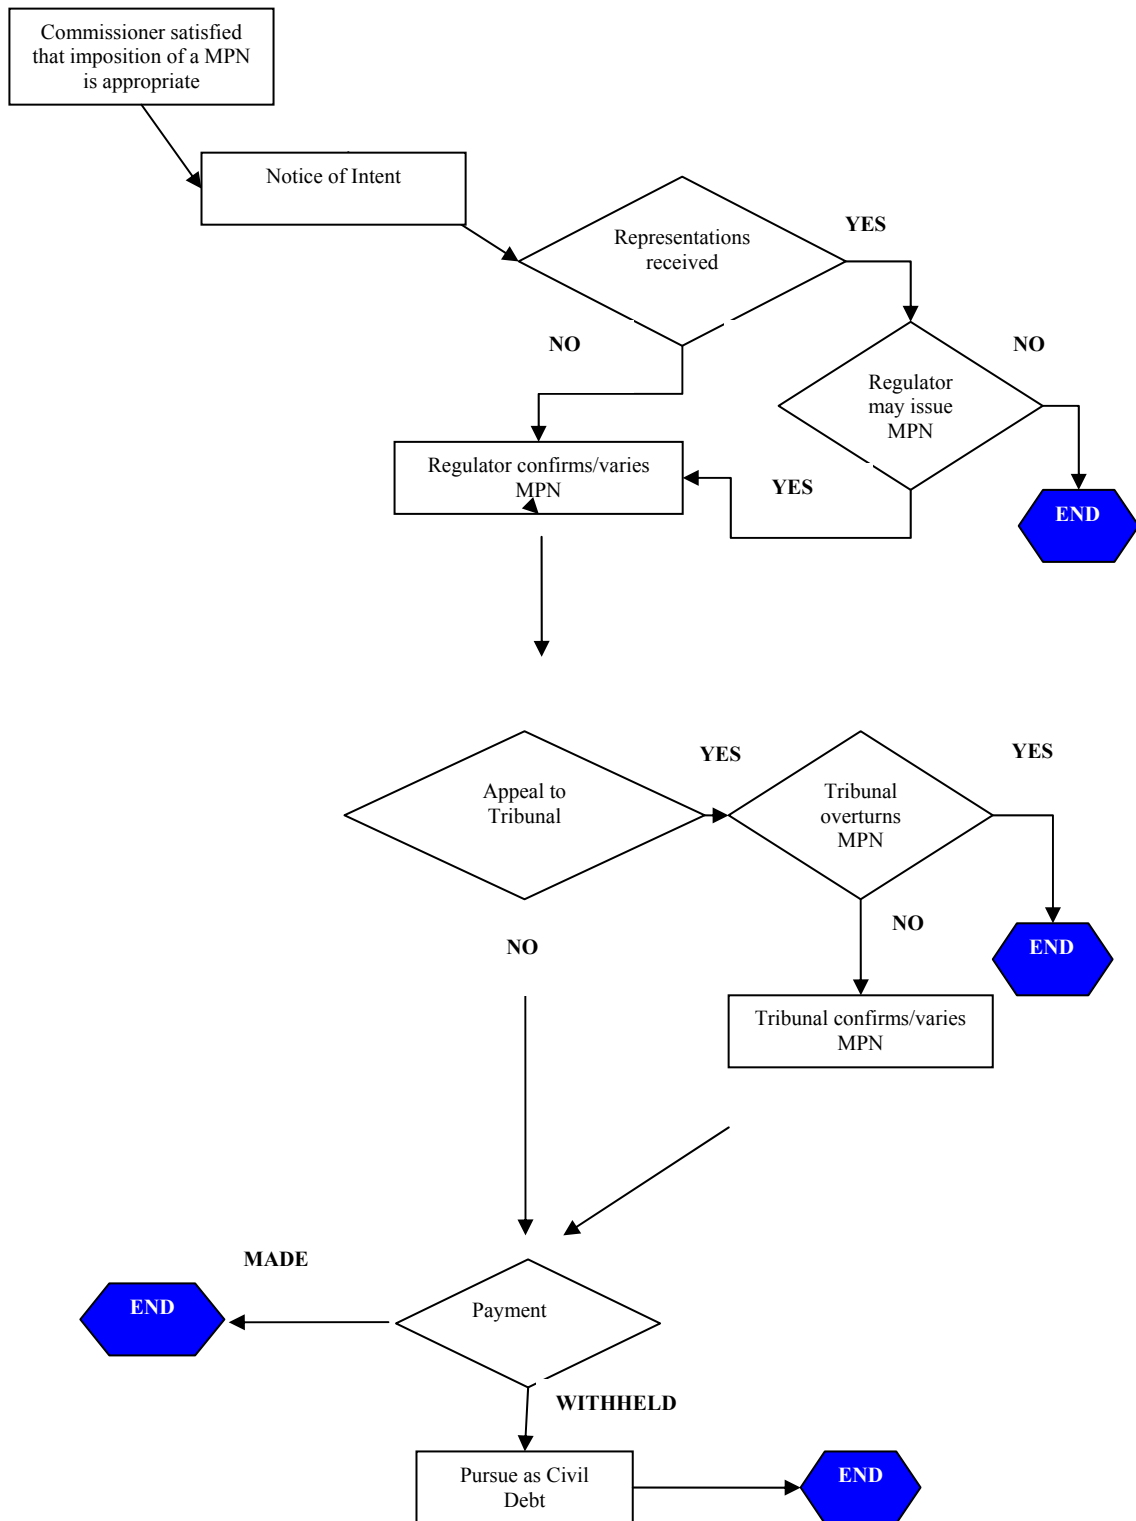 Commissioner satisfied
that imposition of a MPN
is appropriate
Notice of Intent
Representations
received
YES
NO
NO
Regulator
may issue
MPN
Regulator confirms/varies
MPN
YES
END
Appeal to
Tribunal
YES
Tribunal
overturns
MPN
YES
NO
NO
END
Tribunal confirms/varies
MPN
MADE
END
Payment
WITHHELD
Pursue as Civil
Debt
END